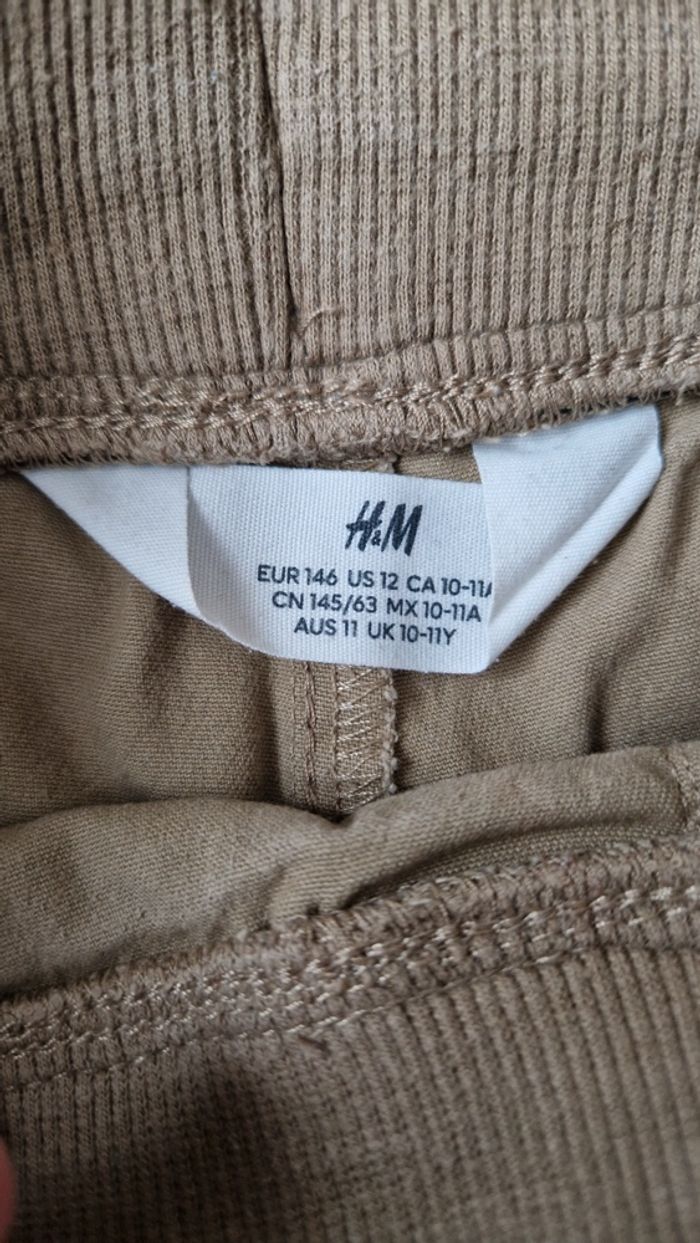 H&M
EUR 146 US 12 CA 10-11A
CN 145/63 MX 10-11A
AUS 11 UK 10-11Y